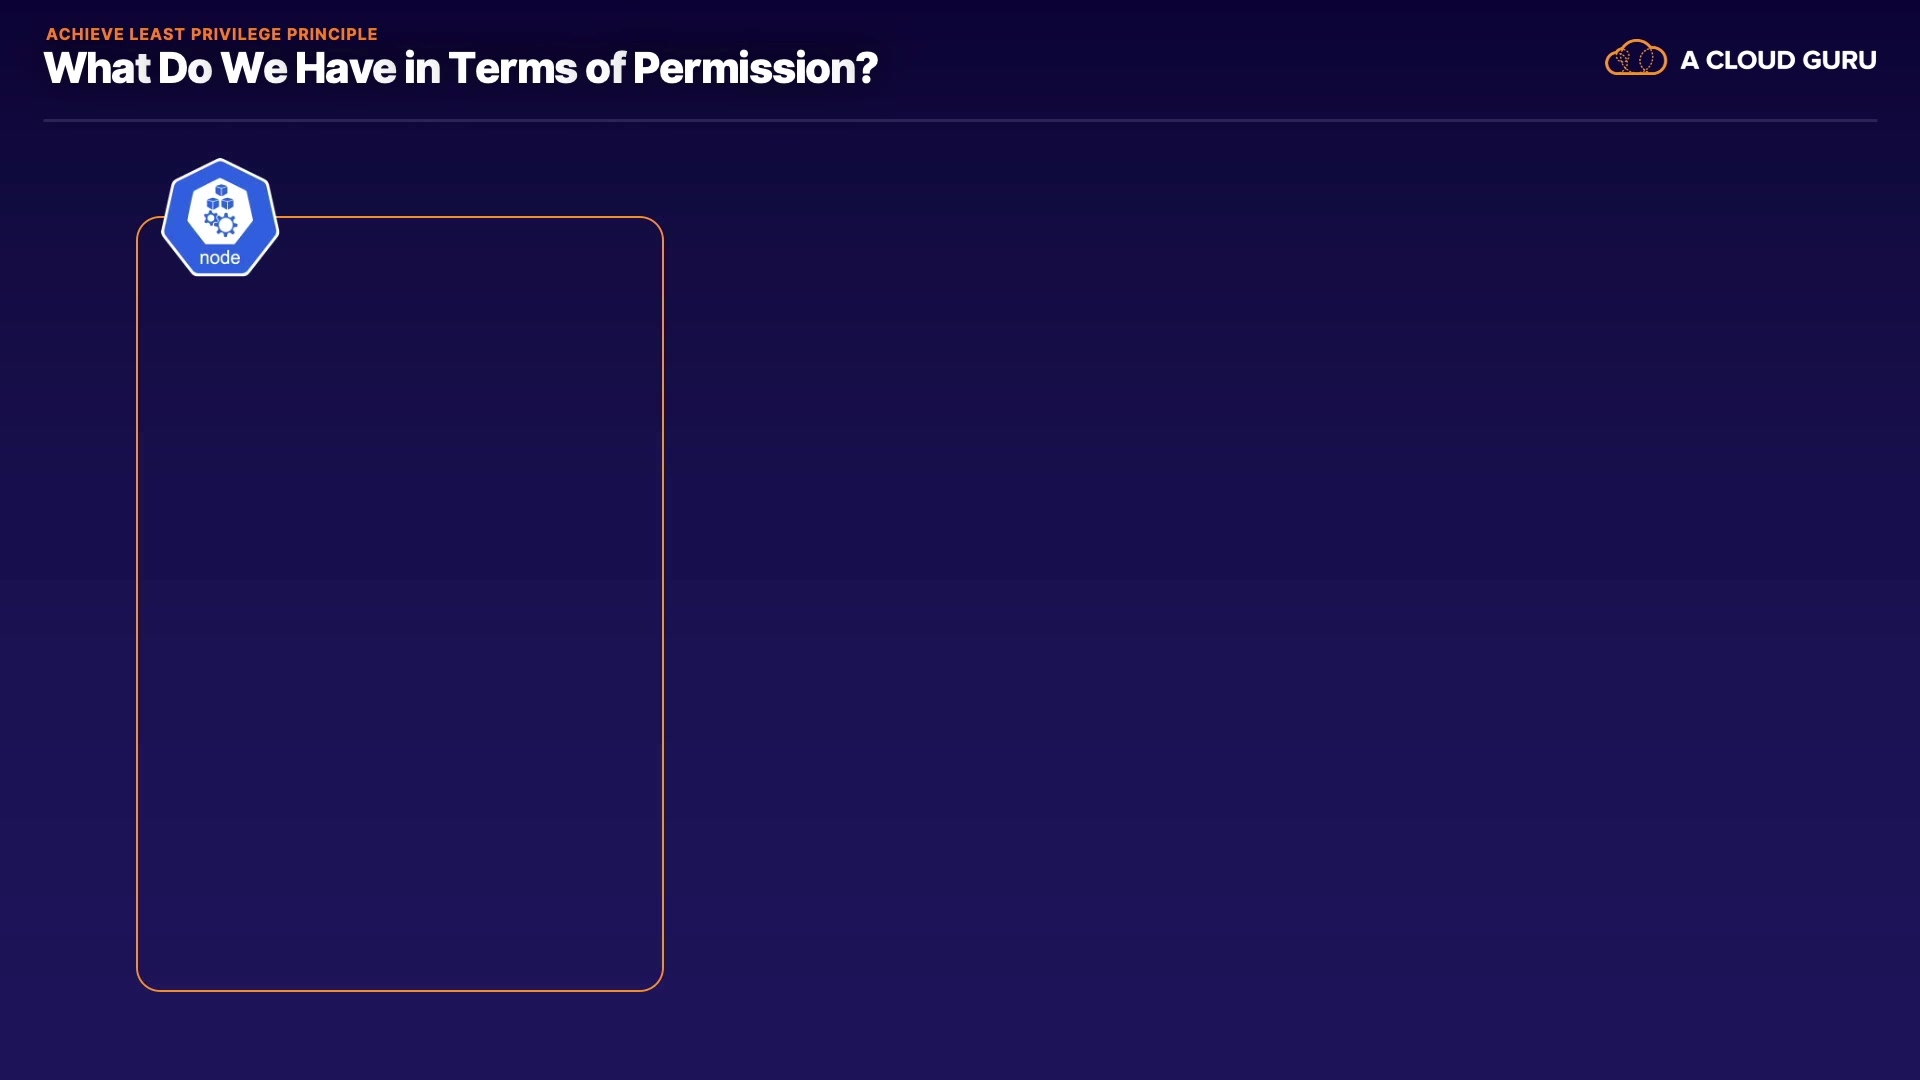 ACHIEVE LEAST PRIVILEGE PRINCIPLE
What Do We Have in Terms of Permission?
A CLOUD GURU
node